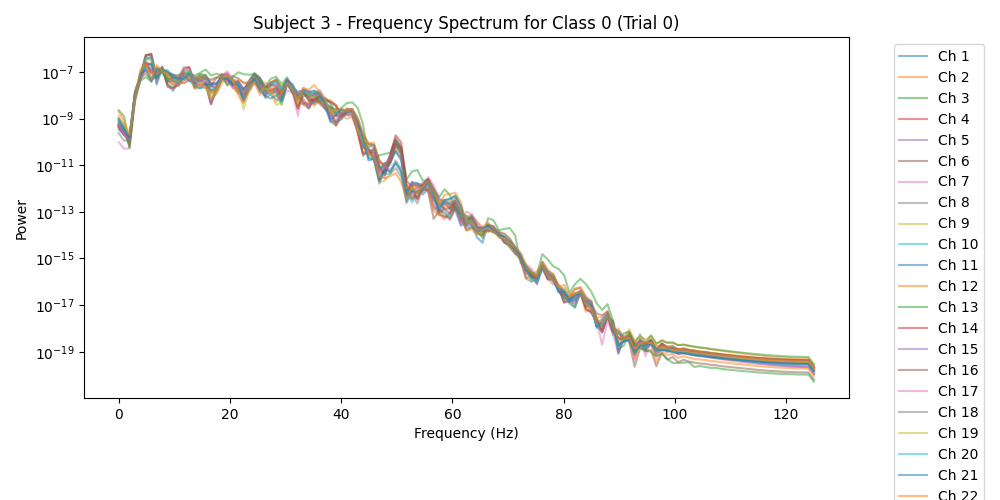 Subject 3 - Frequency Spectrum for Class 0 (Trial 0)
Power
10⁻⁷
10⁻⁹
10⁻¹¹
10⁻¹³
10⁻¹⁵
10⁻¹⁷
10⁻¹⁹
0 20 40 60 80 100 120
Frequency (Hz)
Ch 1
Ch 2
Ch 3
Ch 4
Ch 5
Ch 6
Ch 7
Ch 8
Ch 9
Ch 10
Ch 11
Ch 12
Ch 13
Ch 14
Ch 15
Ch 16
Ch 17
Ch 18
Ch 19
Ch 20
Ch 21
Ch 22